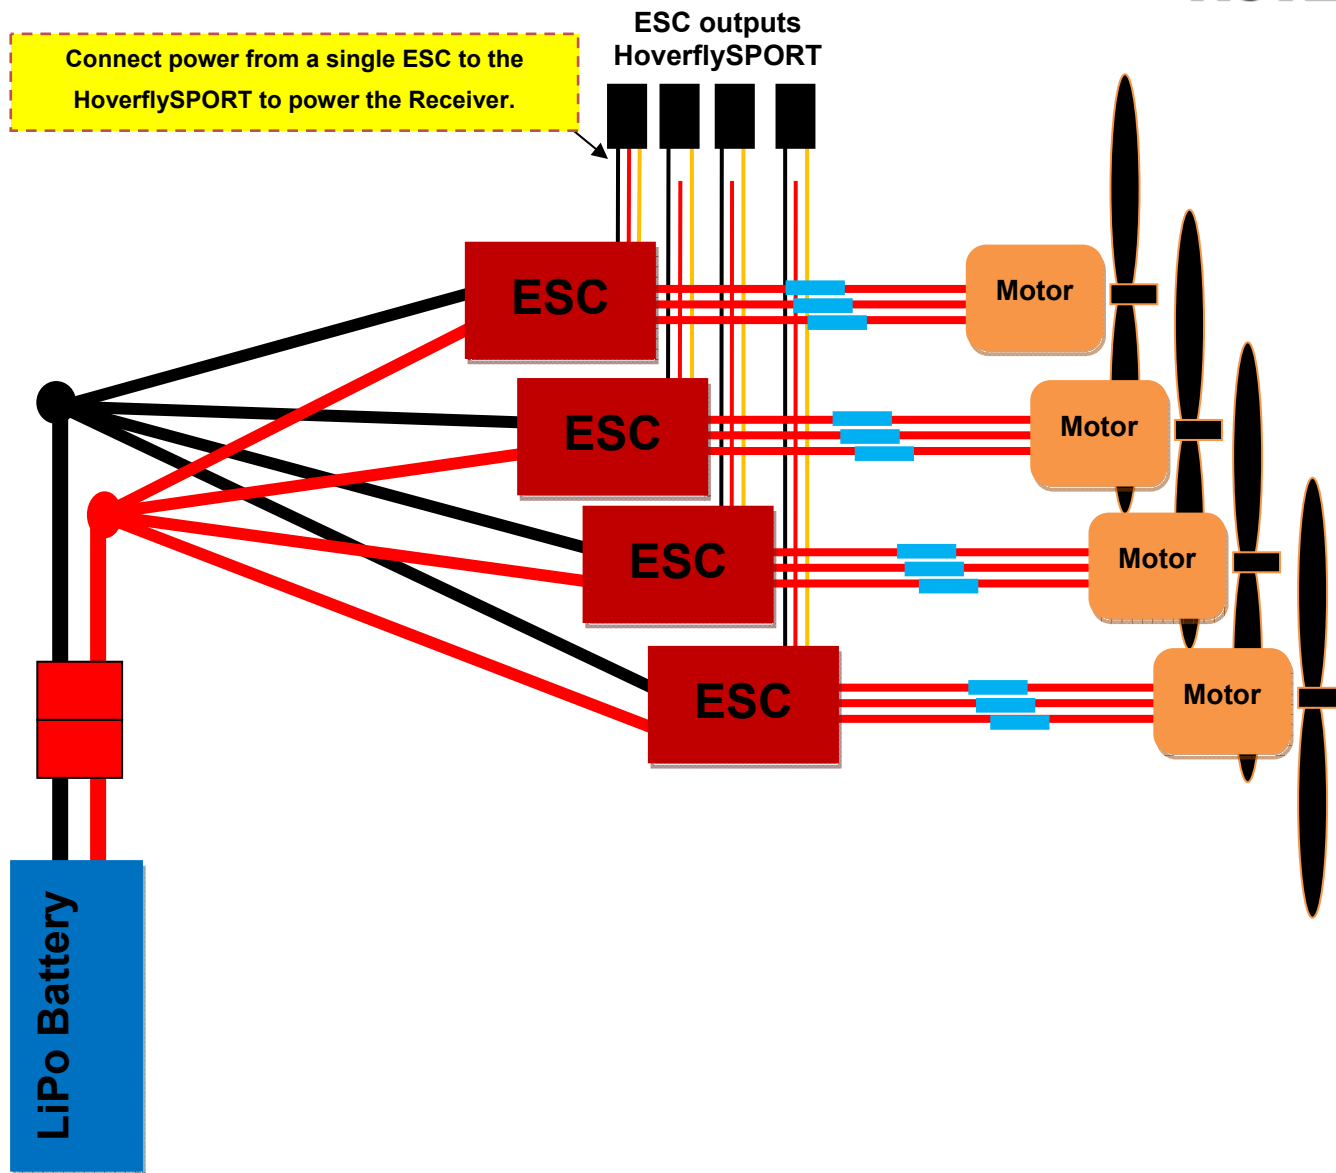 ESC outputs
HoverflySPORT
Connect power from a single ESC to the
HoverflySPORT to power the Receiver.
ESC
Motor
ESC
Motor
ESC
Motor
ESC
Motor
LiPo Battery